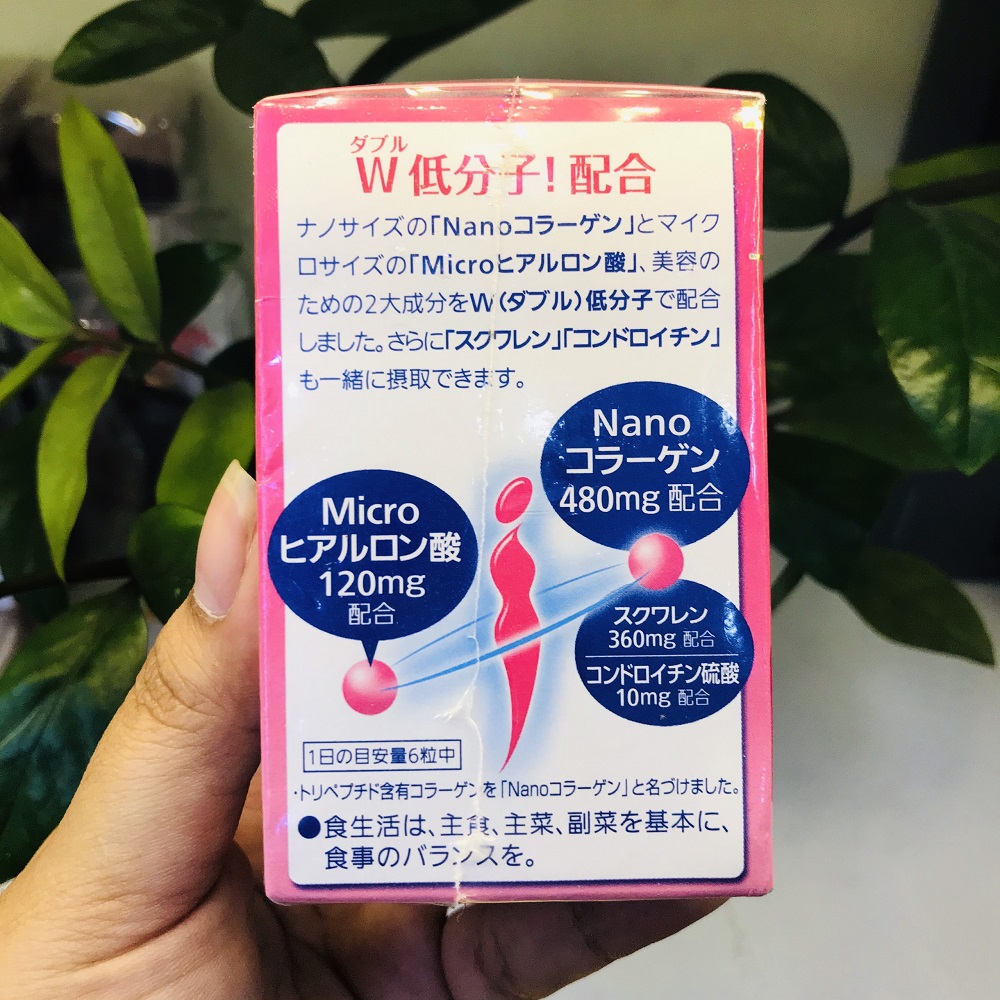 ダブル
W低分子!配合
ナノサイズの「Nanoコラーゲン」とマイク
ロサイズの「Microヒアルロン酸」、美容の
ための2大成分をW(ダブル)低分子で配合
しました。さらに「スクワレン」「コンドロイチン」
も一緒に摂取できます。
Nano
コラーゲン
480mg 配合
Micro
ヒアルロン酸
120mg
配合
スクワレン
360mg 配合
コンドロイチン硫酸
10mg 配合
1日の目安量6粒中
・トリペプチド含有コラーゲンを「Nanoコラーゲン」と名づけました。
●食生活は、主食、主菜、副菜を基本に、
食事のバランスを。